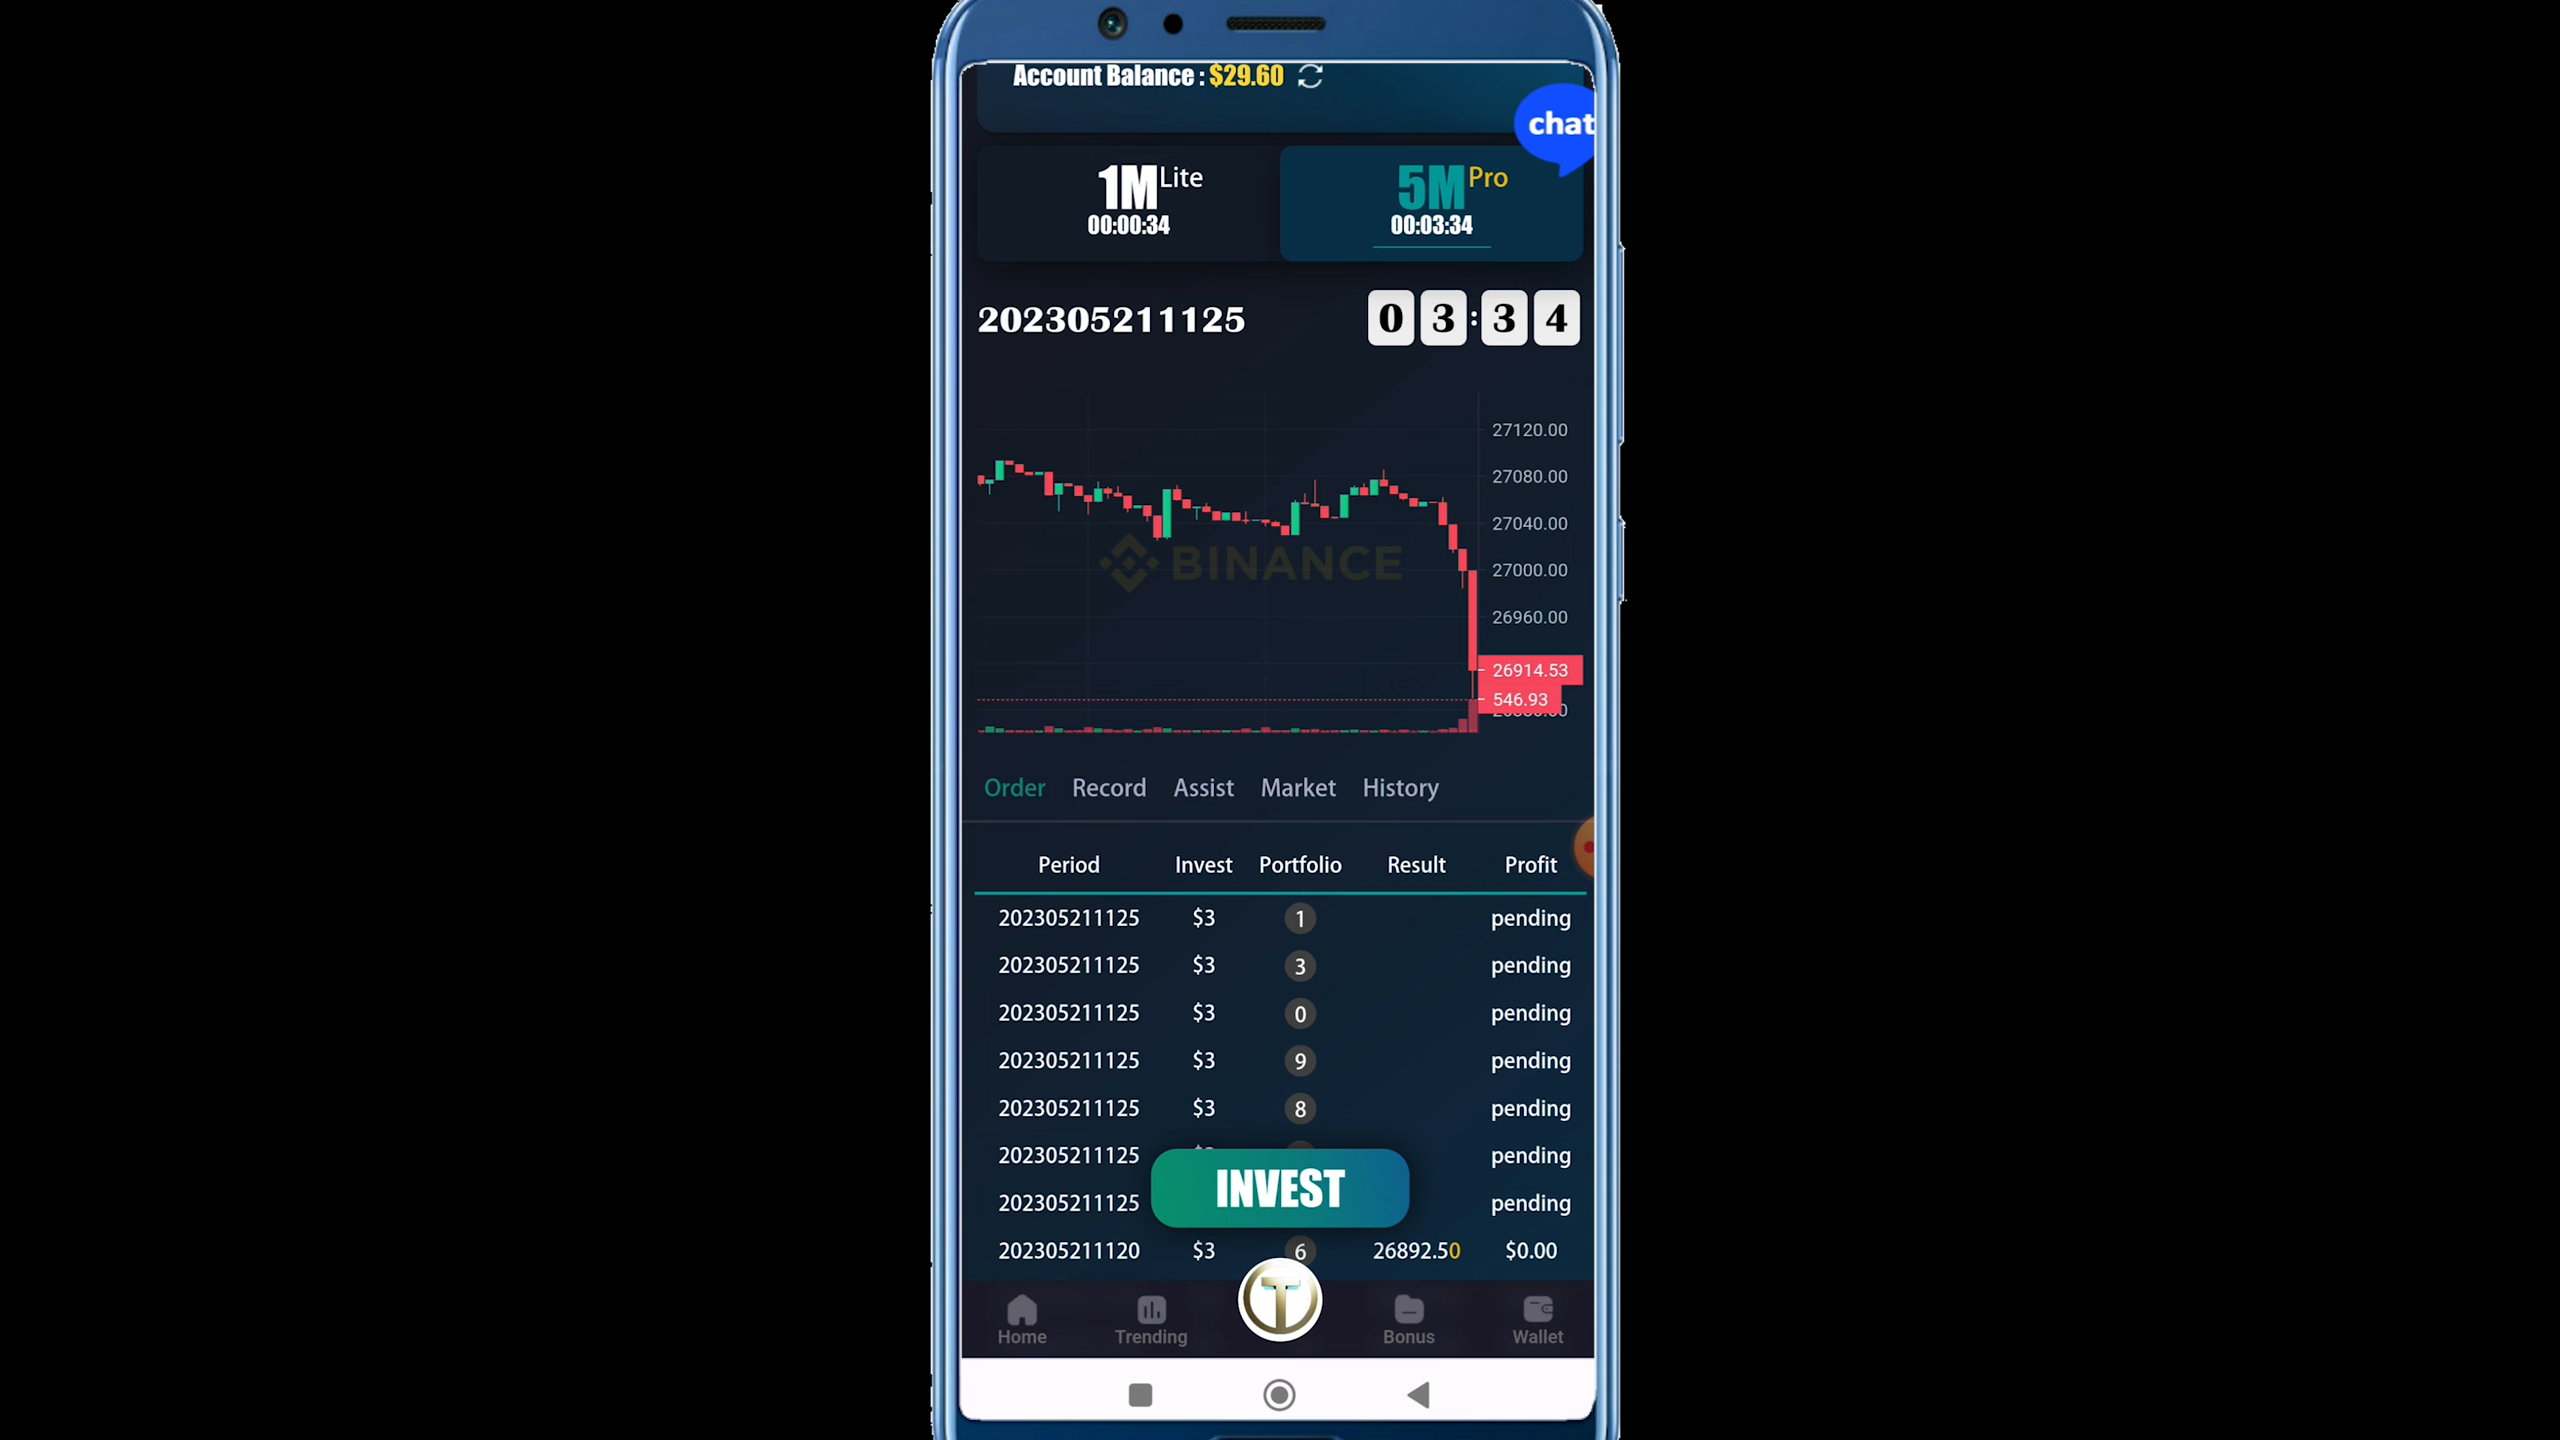 Account Balance : $29.60
chat
1M Lite 5M Pro
00:00:34 00:03:34
202305211125 03:34
27120.00
27080.00
27040.00
BINANCE
27000.00
26960.00
26914.53
546.93
Order Record Assist Market History
Period Invest Portfolio Result Profit
202305211125 $3 1 pending
202305211125 $3 3 pending
202305211125 $3 0 pending
202305211125 $3 9 pending
202305211125 $3 8 pending
202305211125 pending
INVEST
202305211125 pending
202305211120 $3 6 26892.50 $0.00
T
Home Trending Bonus Wallet